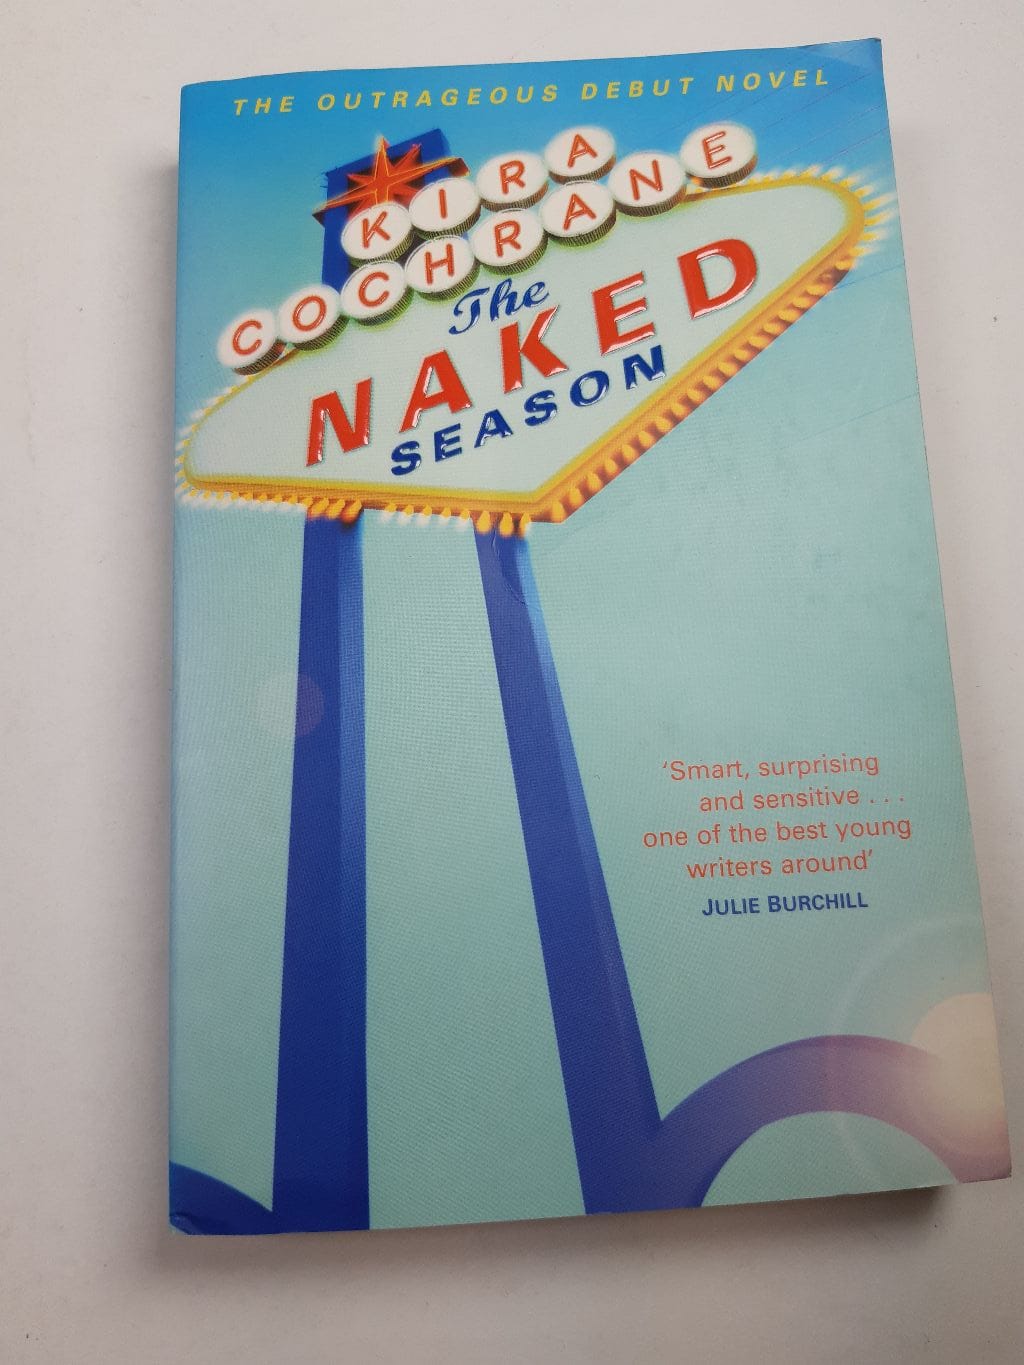 THE OUTRAGEOUS DEBUT NOVEL
KIRA
COCHRANE
The
NAKED
SEASON
‘Smart, surprising
and sensitive . . .
one of the best young
writers around’
JULIE BURCHILL